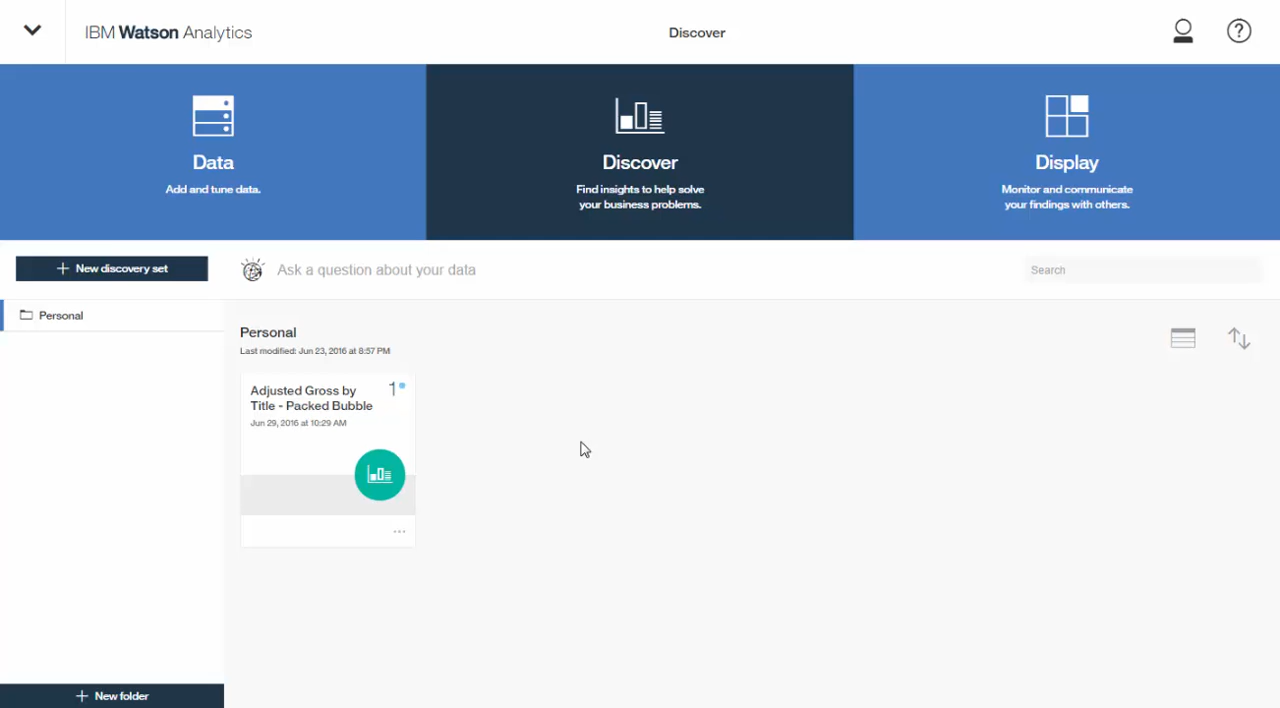 IBM Watson Analytics
Discover
?
Data
Add and tune data.
Discover
Find insights to help solve
your business problems.
Display
Monitor and communicate
your findings with others.
+ New discovery set
Ask a question about your data
Search
Personal
Personal
Last modified: Jun 23, 2016 at 8:57 PM
Adjusted Gross by
Title - Packed Bubble
1
Jun 29, 2016 at 10:29 AM
...
+ New folder